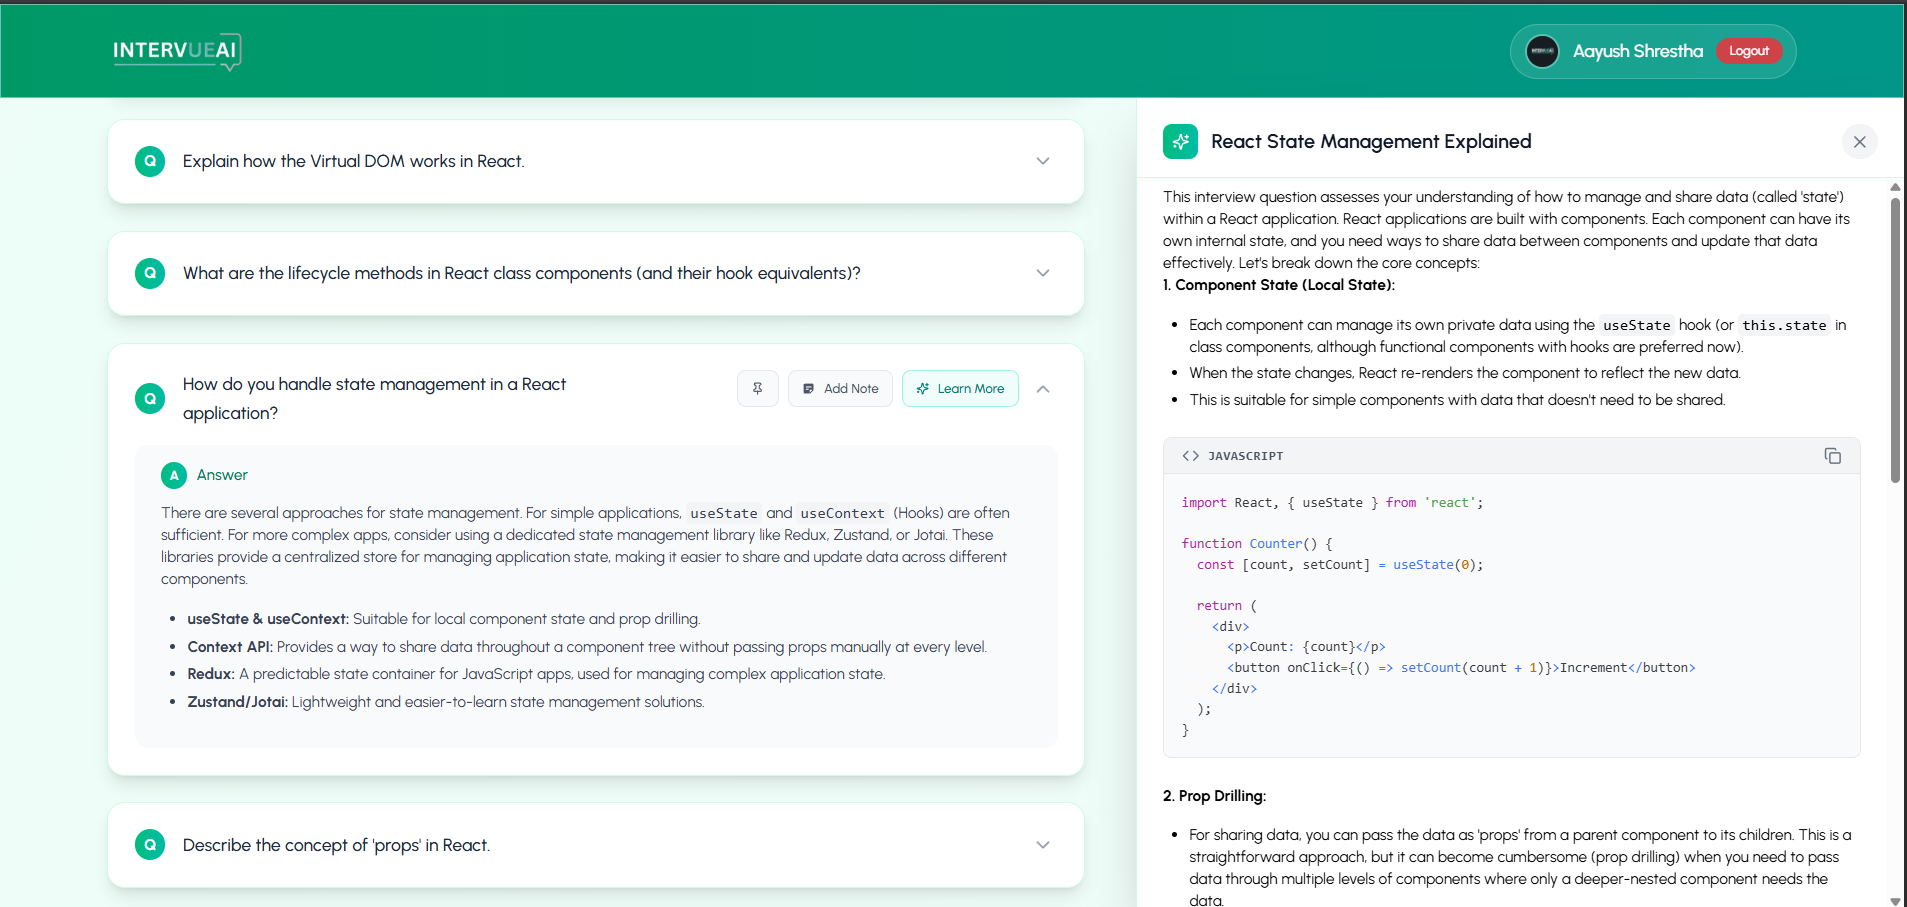 INTERVUEAI
Aayush Shrestha
Logout
Q
Explain how the Virtual DOM works in React.
Q
What are the lifecycle methods in React class components (and their hook equivalents)?
Q
How do you handle state management in a React
application?
Add Note
Learn More
A
Answer
There are several approaches for state management. For simple applications, useState and useContext (Hooks) are often
sufficient. For more complex apps, consider using a dedicated state management library like Redux, Zustand, or Jotai. These
libraries provide a centralized store for managing application state, making it easier to share and update data across different
components.
• useState & useContext: Suitable for local component state and prop drilling.
• Context API: Provides a way to share data throughout a component tree without passing props manually at every level.
• Redux: A predictable state container for JavaScript apps, used for managing complex application state.
• Zustand/Jotai: Lightweight and easier-to-learn state management solutions.
Q
Describe the concept of 'props' in React.
React State Management Explained
This interview question assesses your understanding of how to manage and share data (called 'state')
within a React application. React applications are built with components. Each component can have its
own internal state, and you need ways to share data between components and update that data
effectively. Let's break down the core concepts:
1. Component State (Local State):
• Each component can manage its own private data using the useState hook (or this.state in
class components, although functional components with hooks are preferred now).
• When the state changes, React re-renders the component to reflect the new data.
• This is suitable for simple components with data that doesn't need to be shared.
<> JAVASCRIPT
import React, { useState } from 'react';
function Counter() {
const [count, setCount] = useState(0);
return (
<div>
<p>Count: {count}</p>
<button onClick={() => setCount(count + 1)}>Increment</button>
</div>
);
}
2. Prop Drilling:
• For sharing data, you can pass the data as 'props' from a parent component to its children. This is a
straightforward approach, but it can become cumbersome (prop drilling) when you need to pass
data through multiple levels of components where only a deeper-nested component needs the
data.